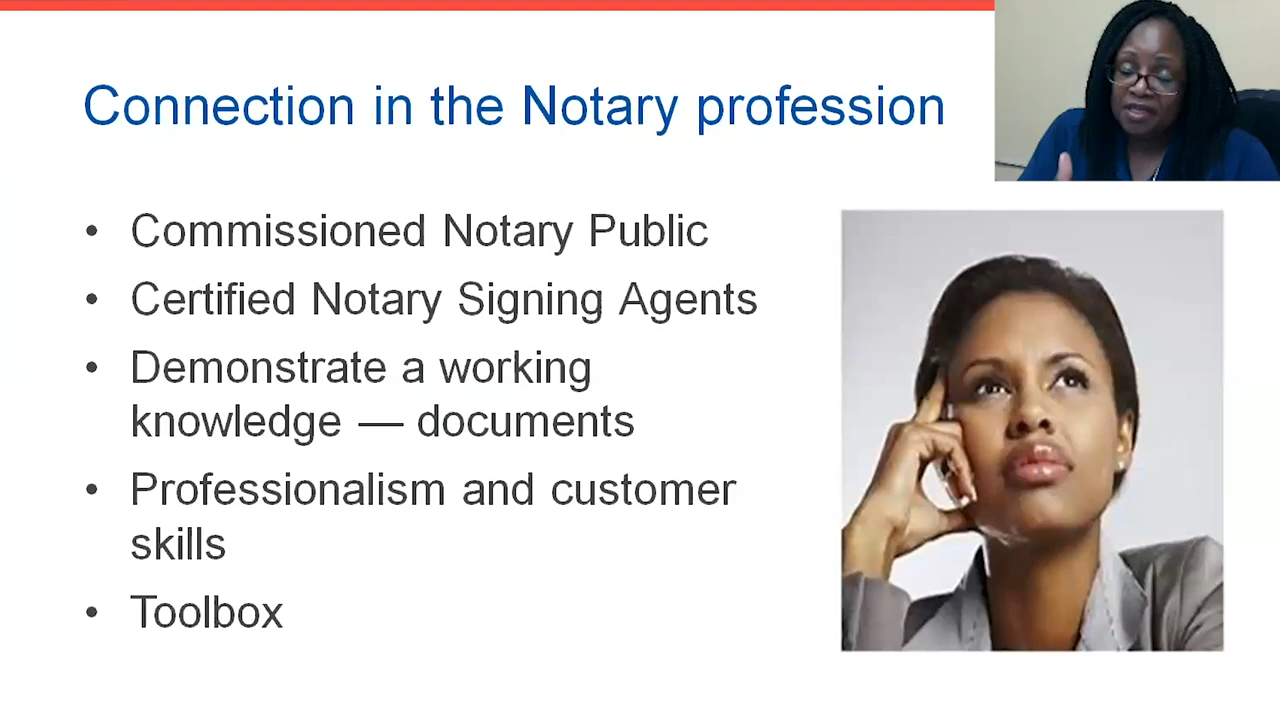 Connection in the Notary profession
• Commissioned Notary Public
• Certified Notary Signing Agents
• Demonstrate a working
knowledge — documents
• Professionalism and customer
skills
• Toolbox